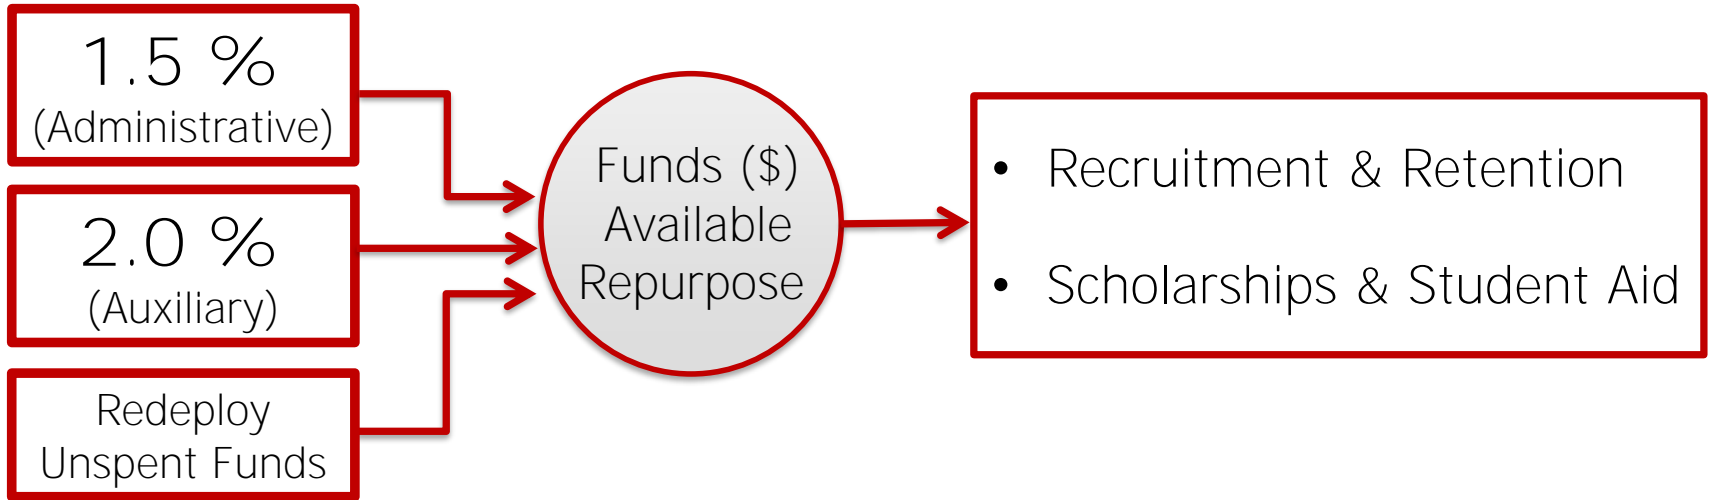 1.5 %
(Administrative)
2.0 %
(Auxiliary)
Redeploy
Unspent Funds
Funds ($)
Available
Repurpose
• Recruitment & Retention
• Scholarships & Student Aid